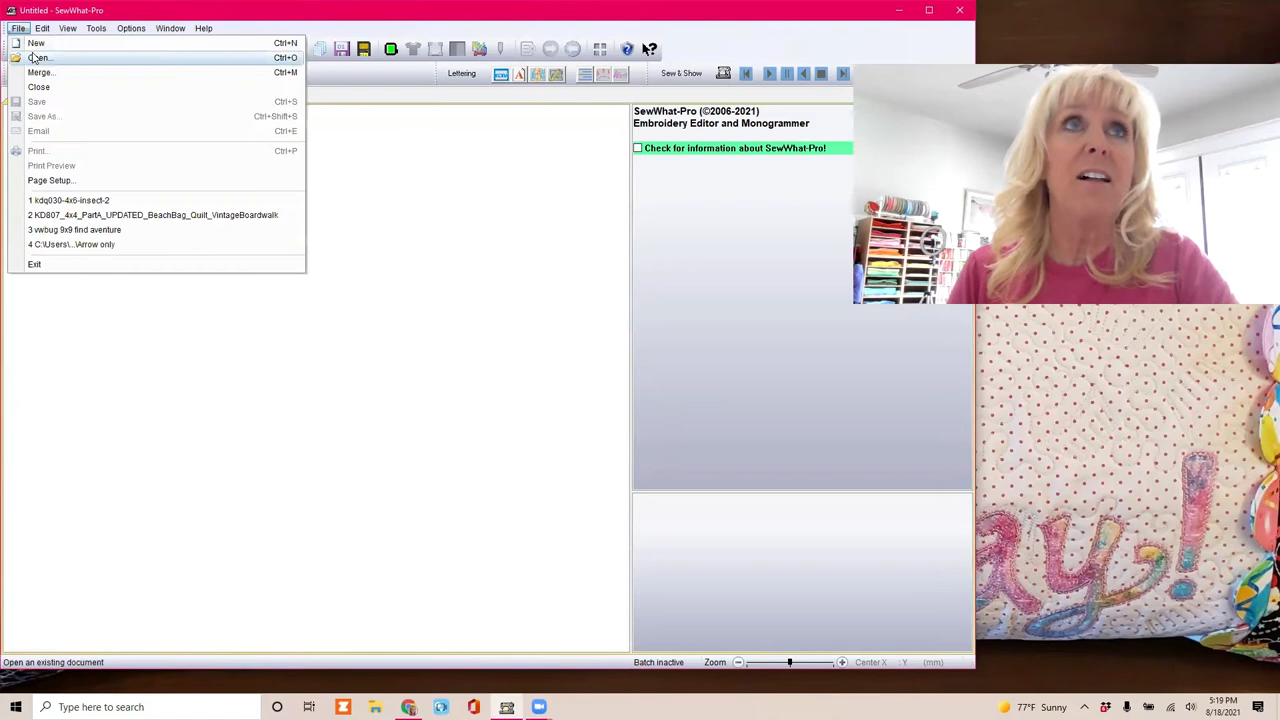 Untitled - SewWhat-Pro
File Edit View Tools Options Window Help
New Ctrl+N
Open... Ctrl+O
Merge... Ctrl+M
Close
Save Ctrl+S
Save As... Ctrl+Shift+S
Email Ctrl+E
Print... Ctrl+P
Print Preview
Page Setup...
1 kdq030-4x6-insect-2
2 KD807_4x4_PartA_UPDATED_BeachBag_Quilt_VintageBoardwalk
3 vwbug 9x9 find aventure
4 C:\Users\...\Arrow only
Exit
Lettering
Sew & Show
SewWhat-Pro (©2006-2021)
Embroidery Editor and Monogrammer
Check for information about SewWhat-Pro!
ay!
Open an existing document
Batch inactive
Zoom
Center X : Y (mm)
Type here to search
77°F Sunny
5:19 PM
8/18/2021